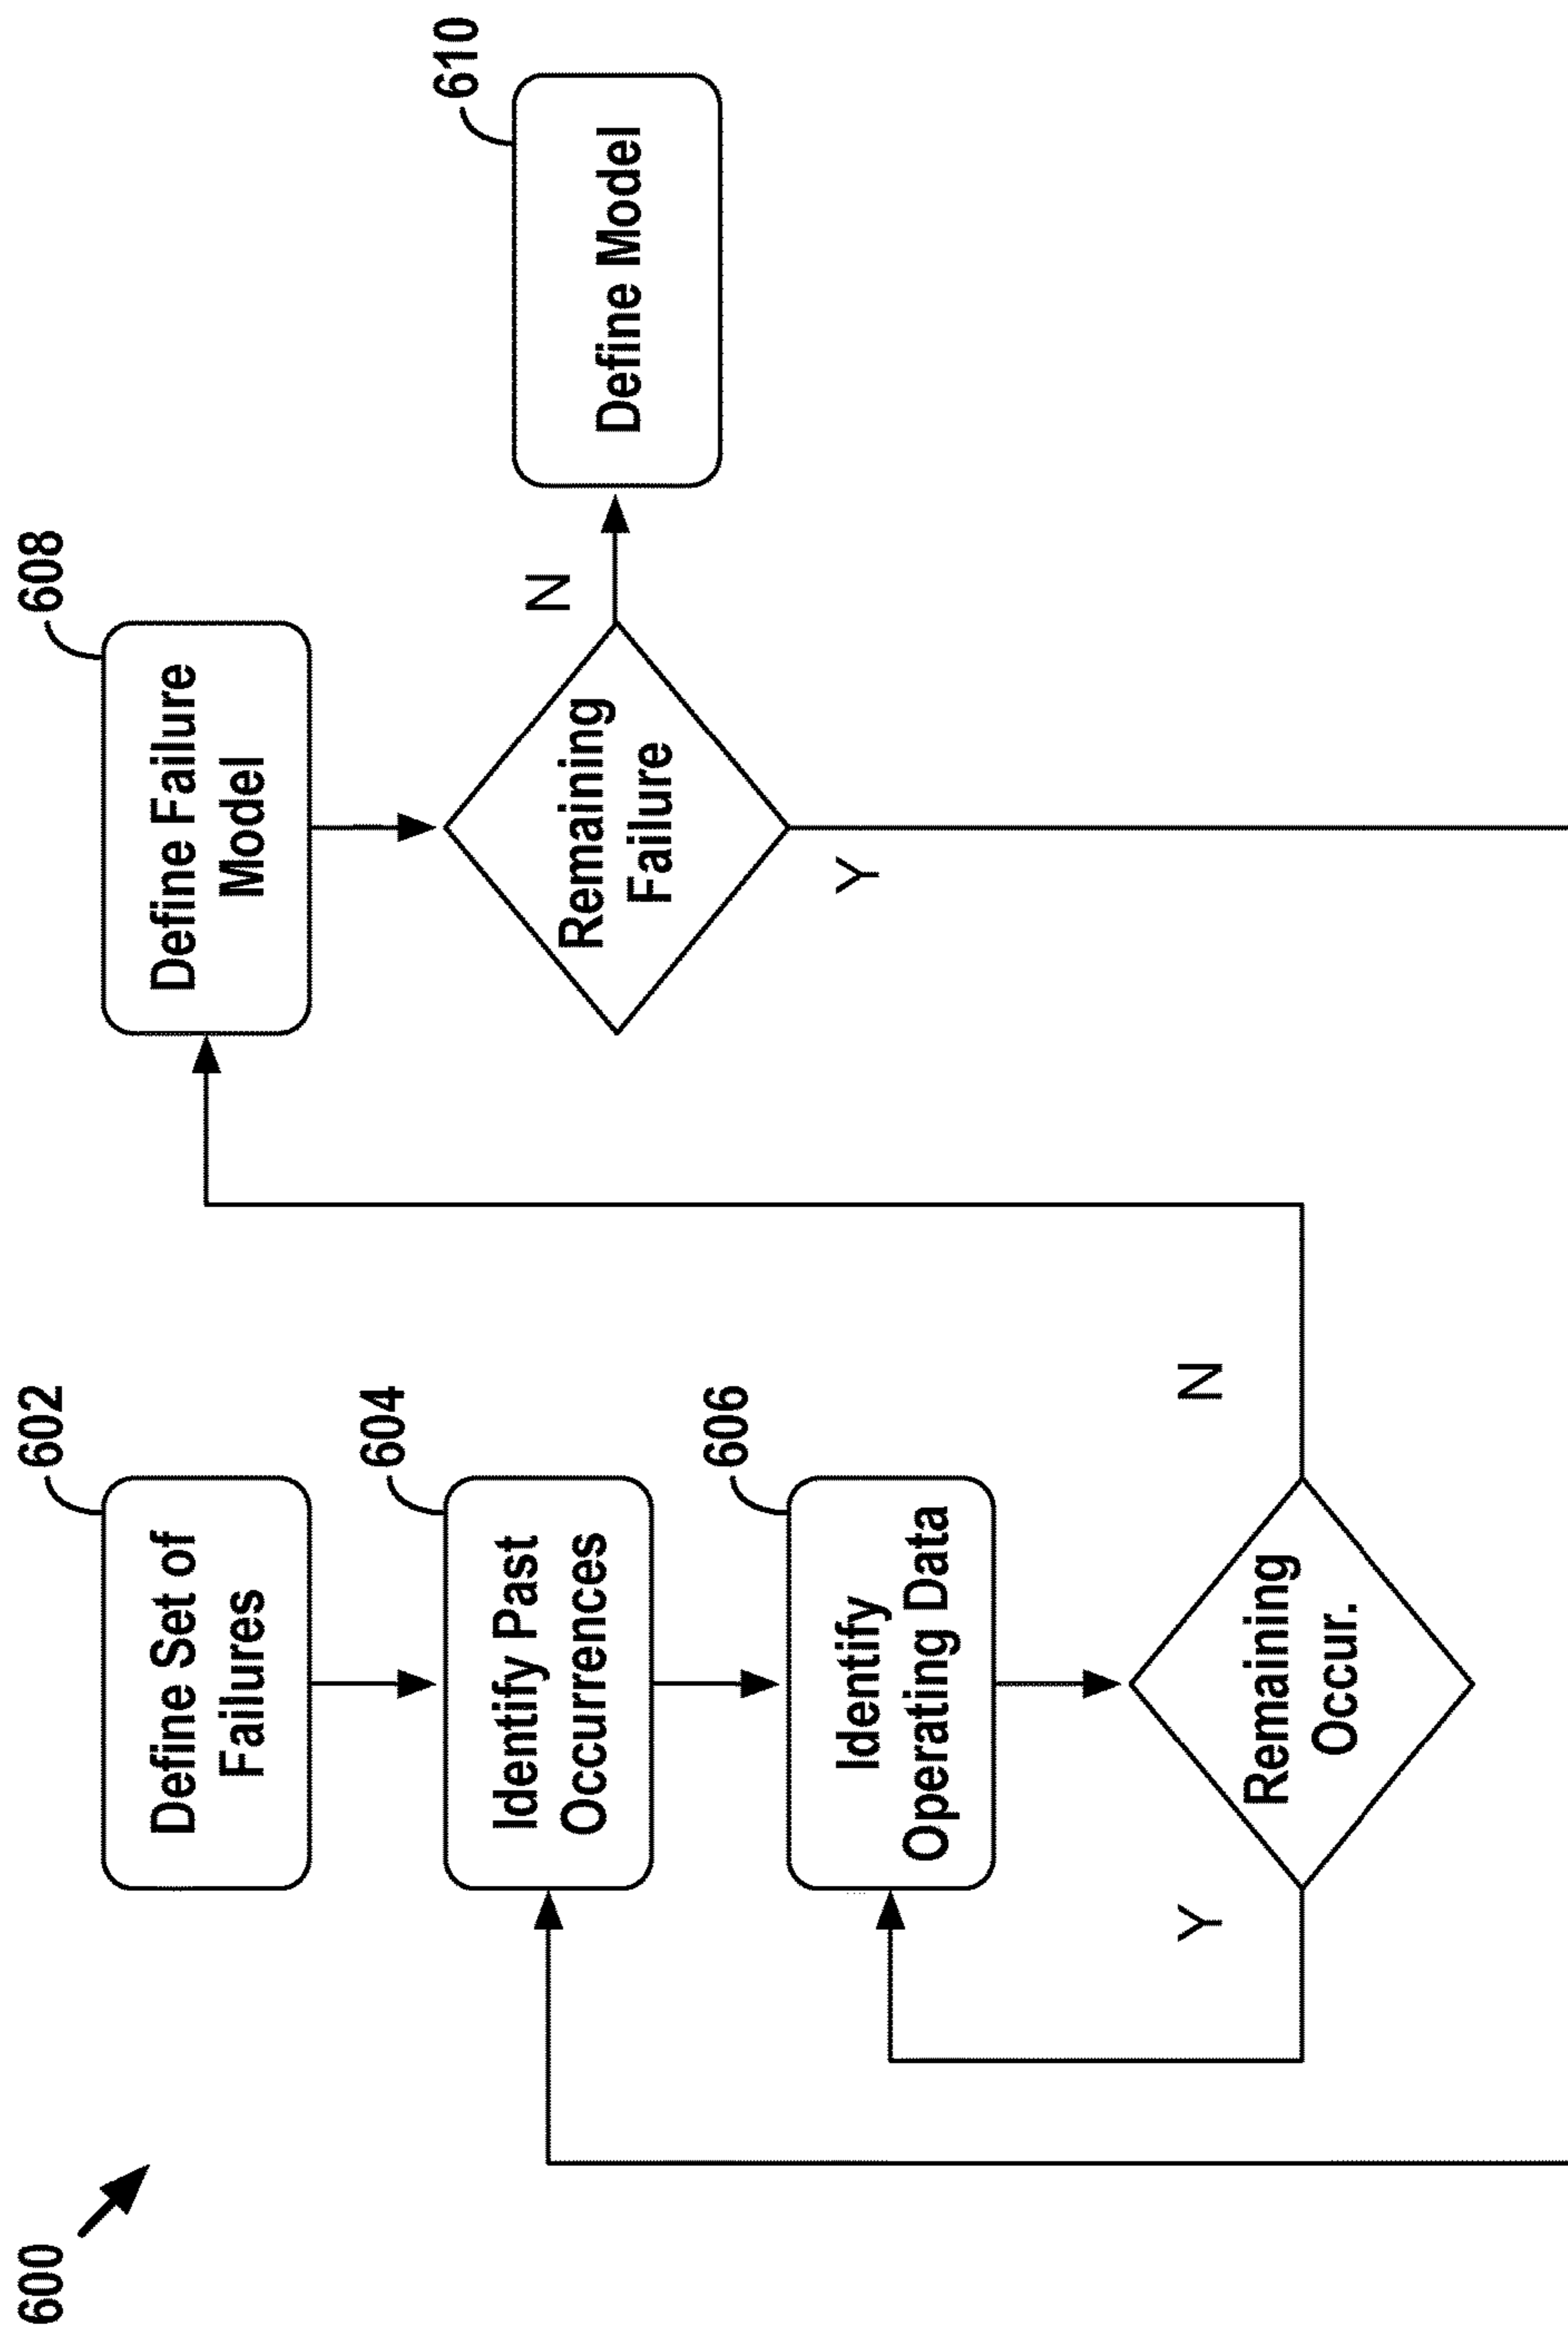 600
602
Define Set of
Failures
604
Identify Past
Occurrences
606
Identify
Operating Data
Remaining
Occur.
Y
N
608
Define Failure
Model
Remaining
Failure
N
Y
610
Define Model